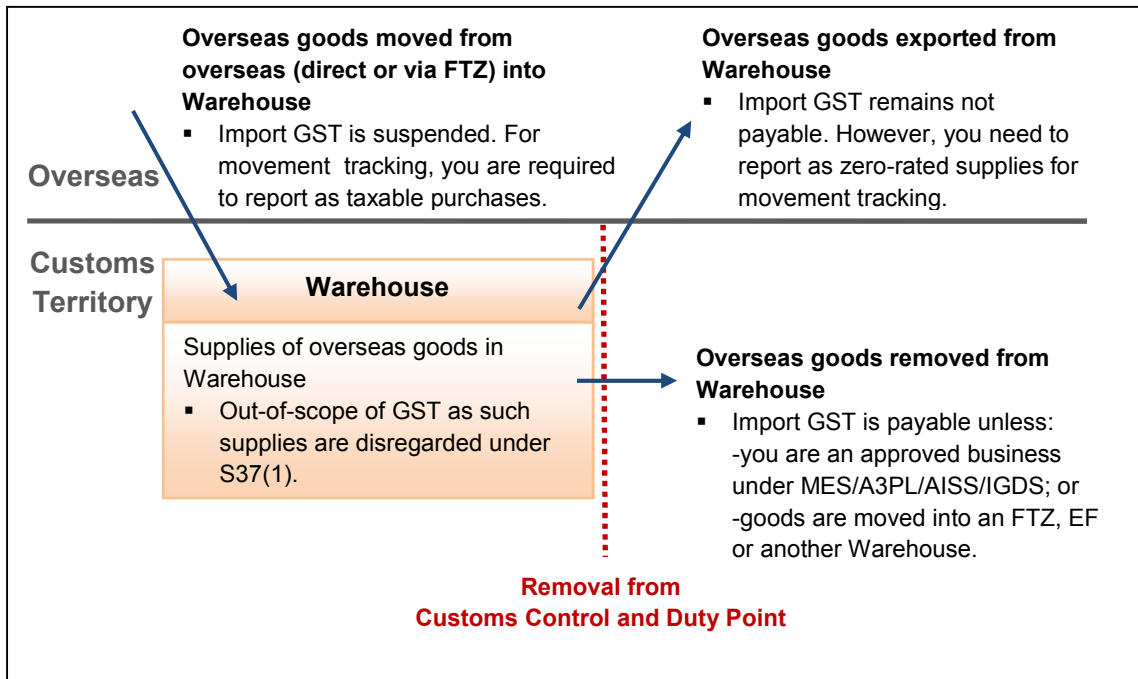 Overseas goods moved from
overseas (direct or via FTZ) into
Warehouse
▪ Import GST is suspended. For
movement tracking, you are required
to report as taxable purchases.
Overseas goods exported from
Warehouse
▪ Import GST remains not
payable. However, you need to
report as zero-rated supplies for
movement tracking.
Overseas
Customs
Territory
Warehouse
Supplies of overseas goods in
Warehouse
▪ Out-of-scope of GST as such
supplies are disregarded under
S37(1).
Overseas goods removed from
Warehouse
▪ Import GST is payable unless:
-you are an approved business
under MES/A3PL/AISS/IGDS; or
-goods are moved into an FTZ, EF
or another Warehouse.
Removal from
Customs Control and Duty Point